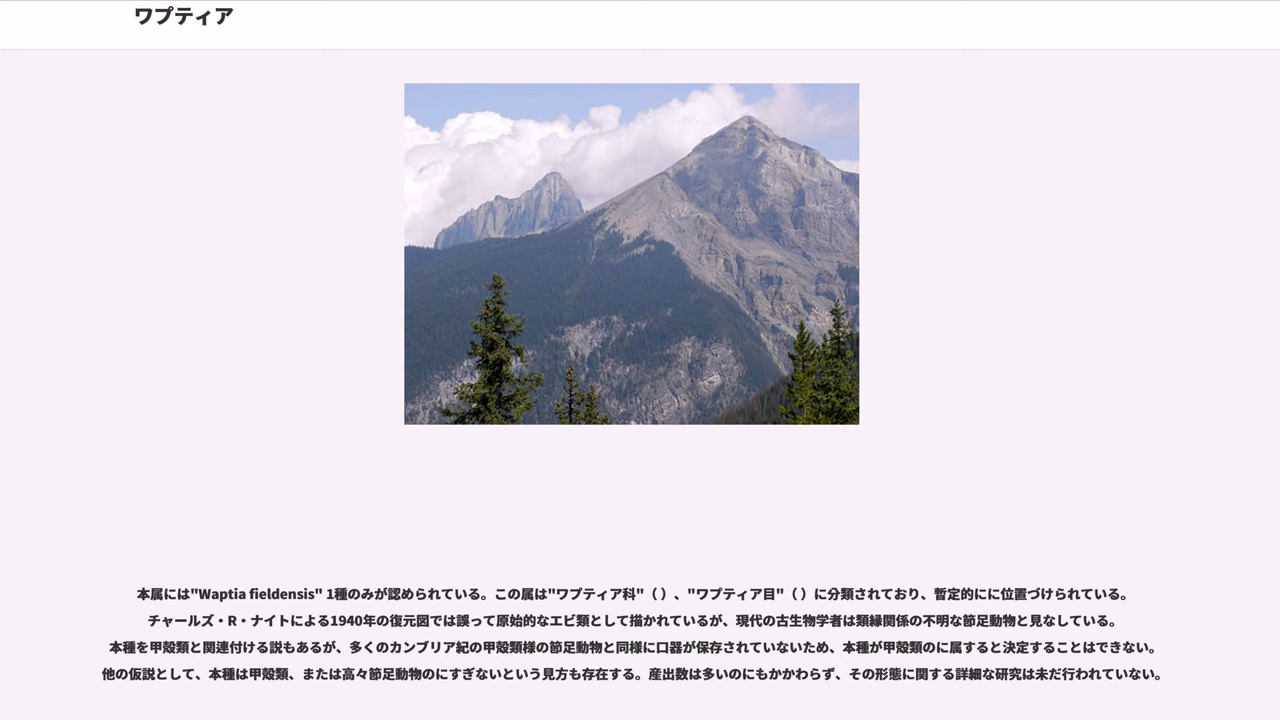 ワプティア
本属には"Waptia fieldensis" 1種のみが認められている。この属は"ワプティア科"（ ）、"ワプティア目"（ ）に分類されており、暫定的にに位置づけられている。
チャールズ・R・ナイトによる1940年の復元図では誤って原始的なエビ類として描かれているが、現代の古生物学者は類縁関係の不明な節足動物と見なしている。
本種を甲殻類と関連付ける説もあるが、多くのカンブリア紀の甲殻類様の節足動物と同様に口器が保存されていないため、本種が甲殻類のに属すると決定することはできない。
他の仮説として、本種は甲殻類、または高々節足動物のにすぎないという見方も存在する。産出数は多いのにもかかわらず、その形態に関する詳細な研究は未だ行われていない。